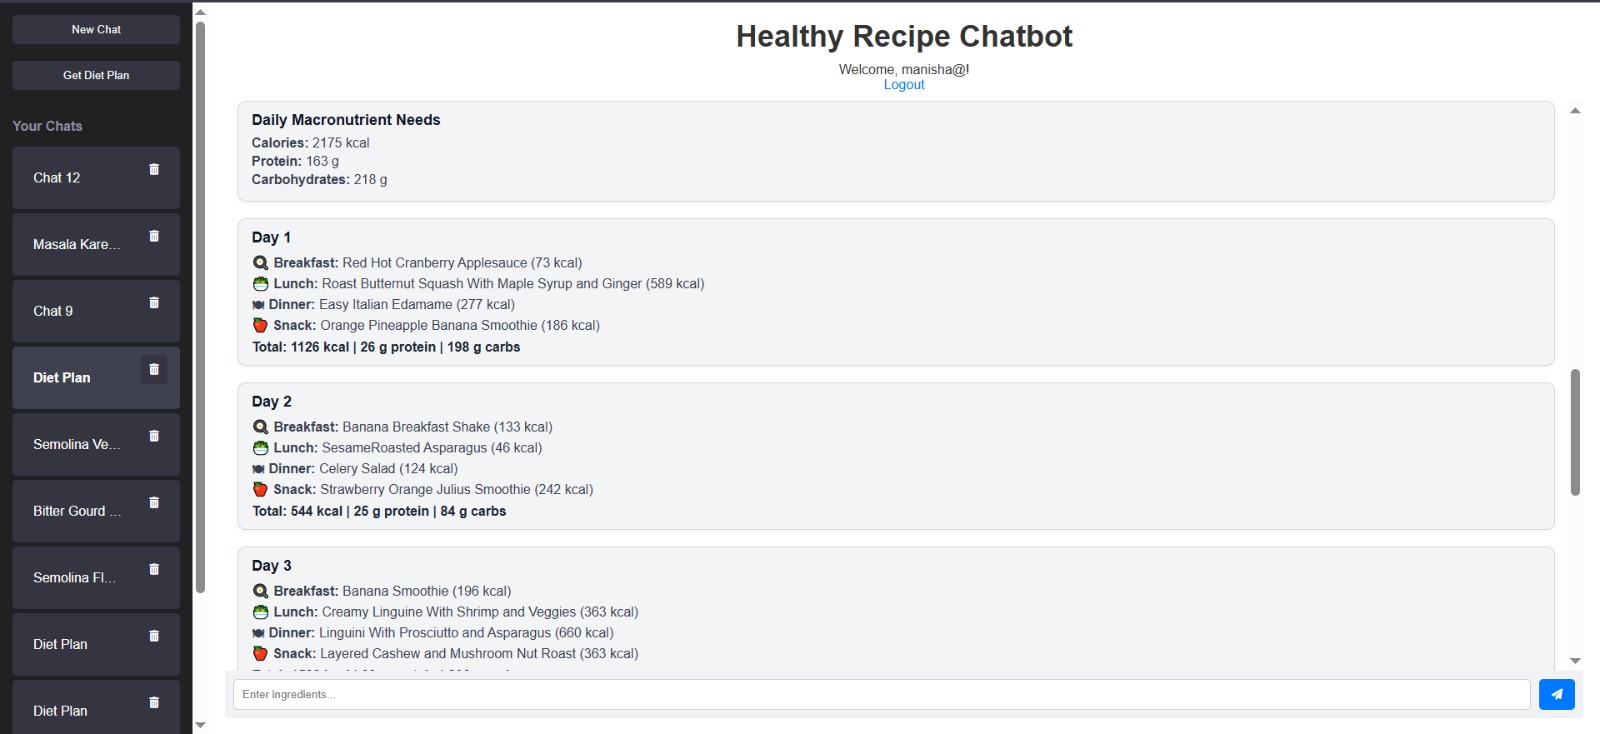 New Chat
Get Diet Plan
Your Chats
Chat 12
Masala Kare...
Chat 9
Diet Plan
Semolina Ve...
Bitter Gourd ...
Semolina Fl...
Diet Plan
Diet Plan
Healthy Recipe Chatbot
Welcome, manisha@!
Logout
Daily Macronutrient Needs
Calories: 2175 kcal
Protein: 163 g
Carbohydrates: 218 g
Day 1
Breakfast: Red Hot Cranberry Applesauce (73 kcal)
Lunch: Roast Butternut Squash With Maple Syrup and Ginger (589 kcal)
Dinner: Easy Italian Edamame (277 kcal)
Snack: Orange Pineapple Banana Smoothie (186 kcal)
Total: 1126 kcal | 26 g protein | 198 g carbs
Day 2
Breakfast: Banana Breakfast Shake (133 kcal)
Lunch: SesameRoasted Asparagus (46 kcal)
Dinner: Celery Salad (124 kcal)
Snack: Strawberry Orange Julius Smoothie (242 kcal)
Total: 544 kcal | 25 g protein | 84 g carbs
Day 3
Breakfast: Banana Smoothie (196 kcal)
Lunch: Creamy Linguine With Shrimp and Veggies (363 kcal)
Dinner: Linguini With Prosciutto and Asparagus (660 kcal)
Snack: Layered Cashew and Mushroom Nut Roast (363 kcal)
Enter ingredients...